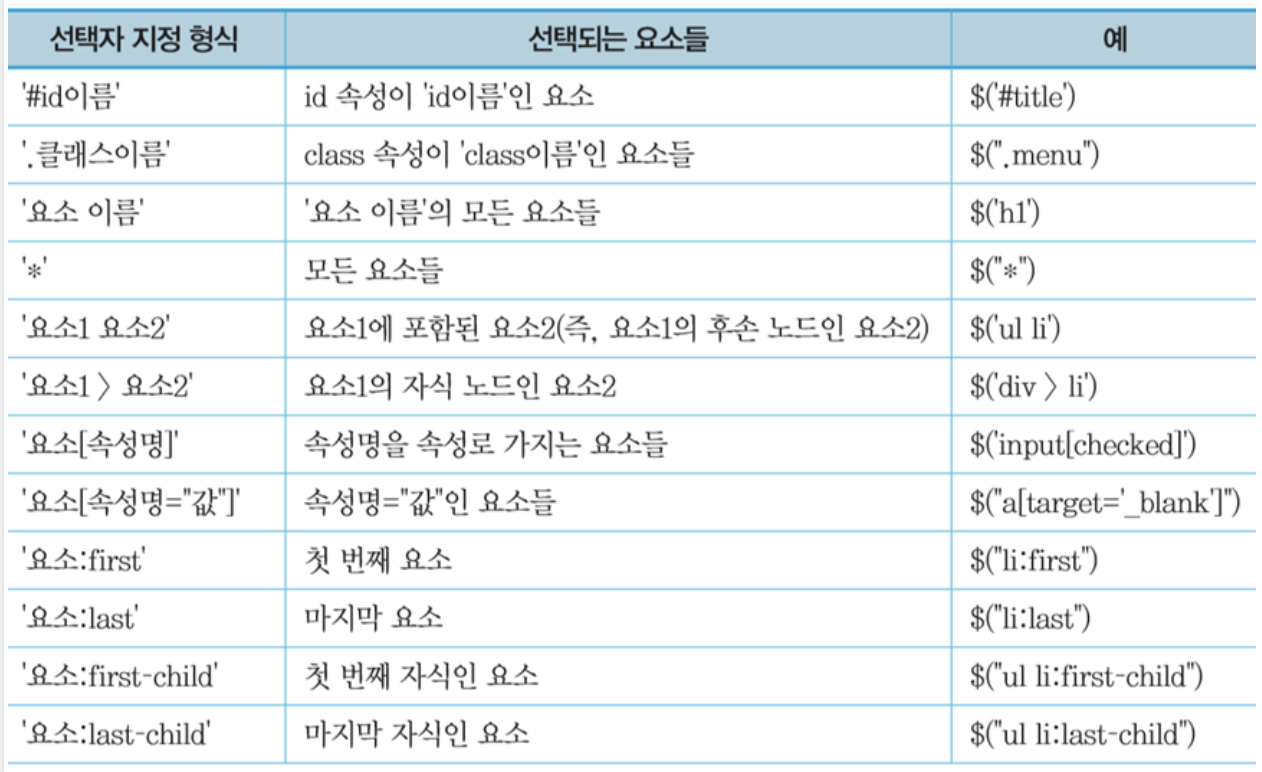 선택자 지정 형식 선택되는 요소들 예
'#id이름' id 속성이 'id이름'인 요소 $('#title')
'.클래스이름' class 속성이 'class이름'인 요소들 $(".menu")
'요소 이름' '요소 이름'의 모든 요소들 $('h1')
'*' 모든 요소들 $("*")
'요소1 요소2' 요소1에 포함된 요소2(즉, 요소1의 후손 노드인 요소2) $('ul li')
'요소1 〉 요소2' 요소1의 자식 노드인 요소2 $('div 〉 li')
'요소[속성명]' 속성명을 속성로 가지는 요소들 $('input[checked]')
'요소[속성명="값"]' 속성명="값"인 요소들 $("a[target='_blank']")
'요소:first' 첫 번째 요소 $("li:first")
'요소:last' 마지막 요소 $("li:last")
'요소:first-child' 첫 번째 자식인 요소 $("ul li:first-child")
'요소:last-child' 마지막 자식인 요소 $("ul li:last-child")